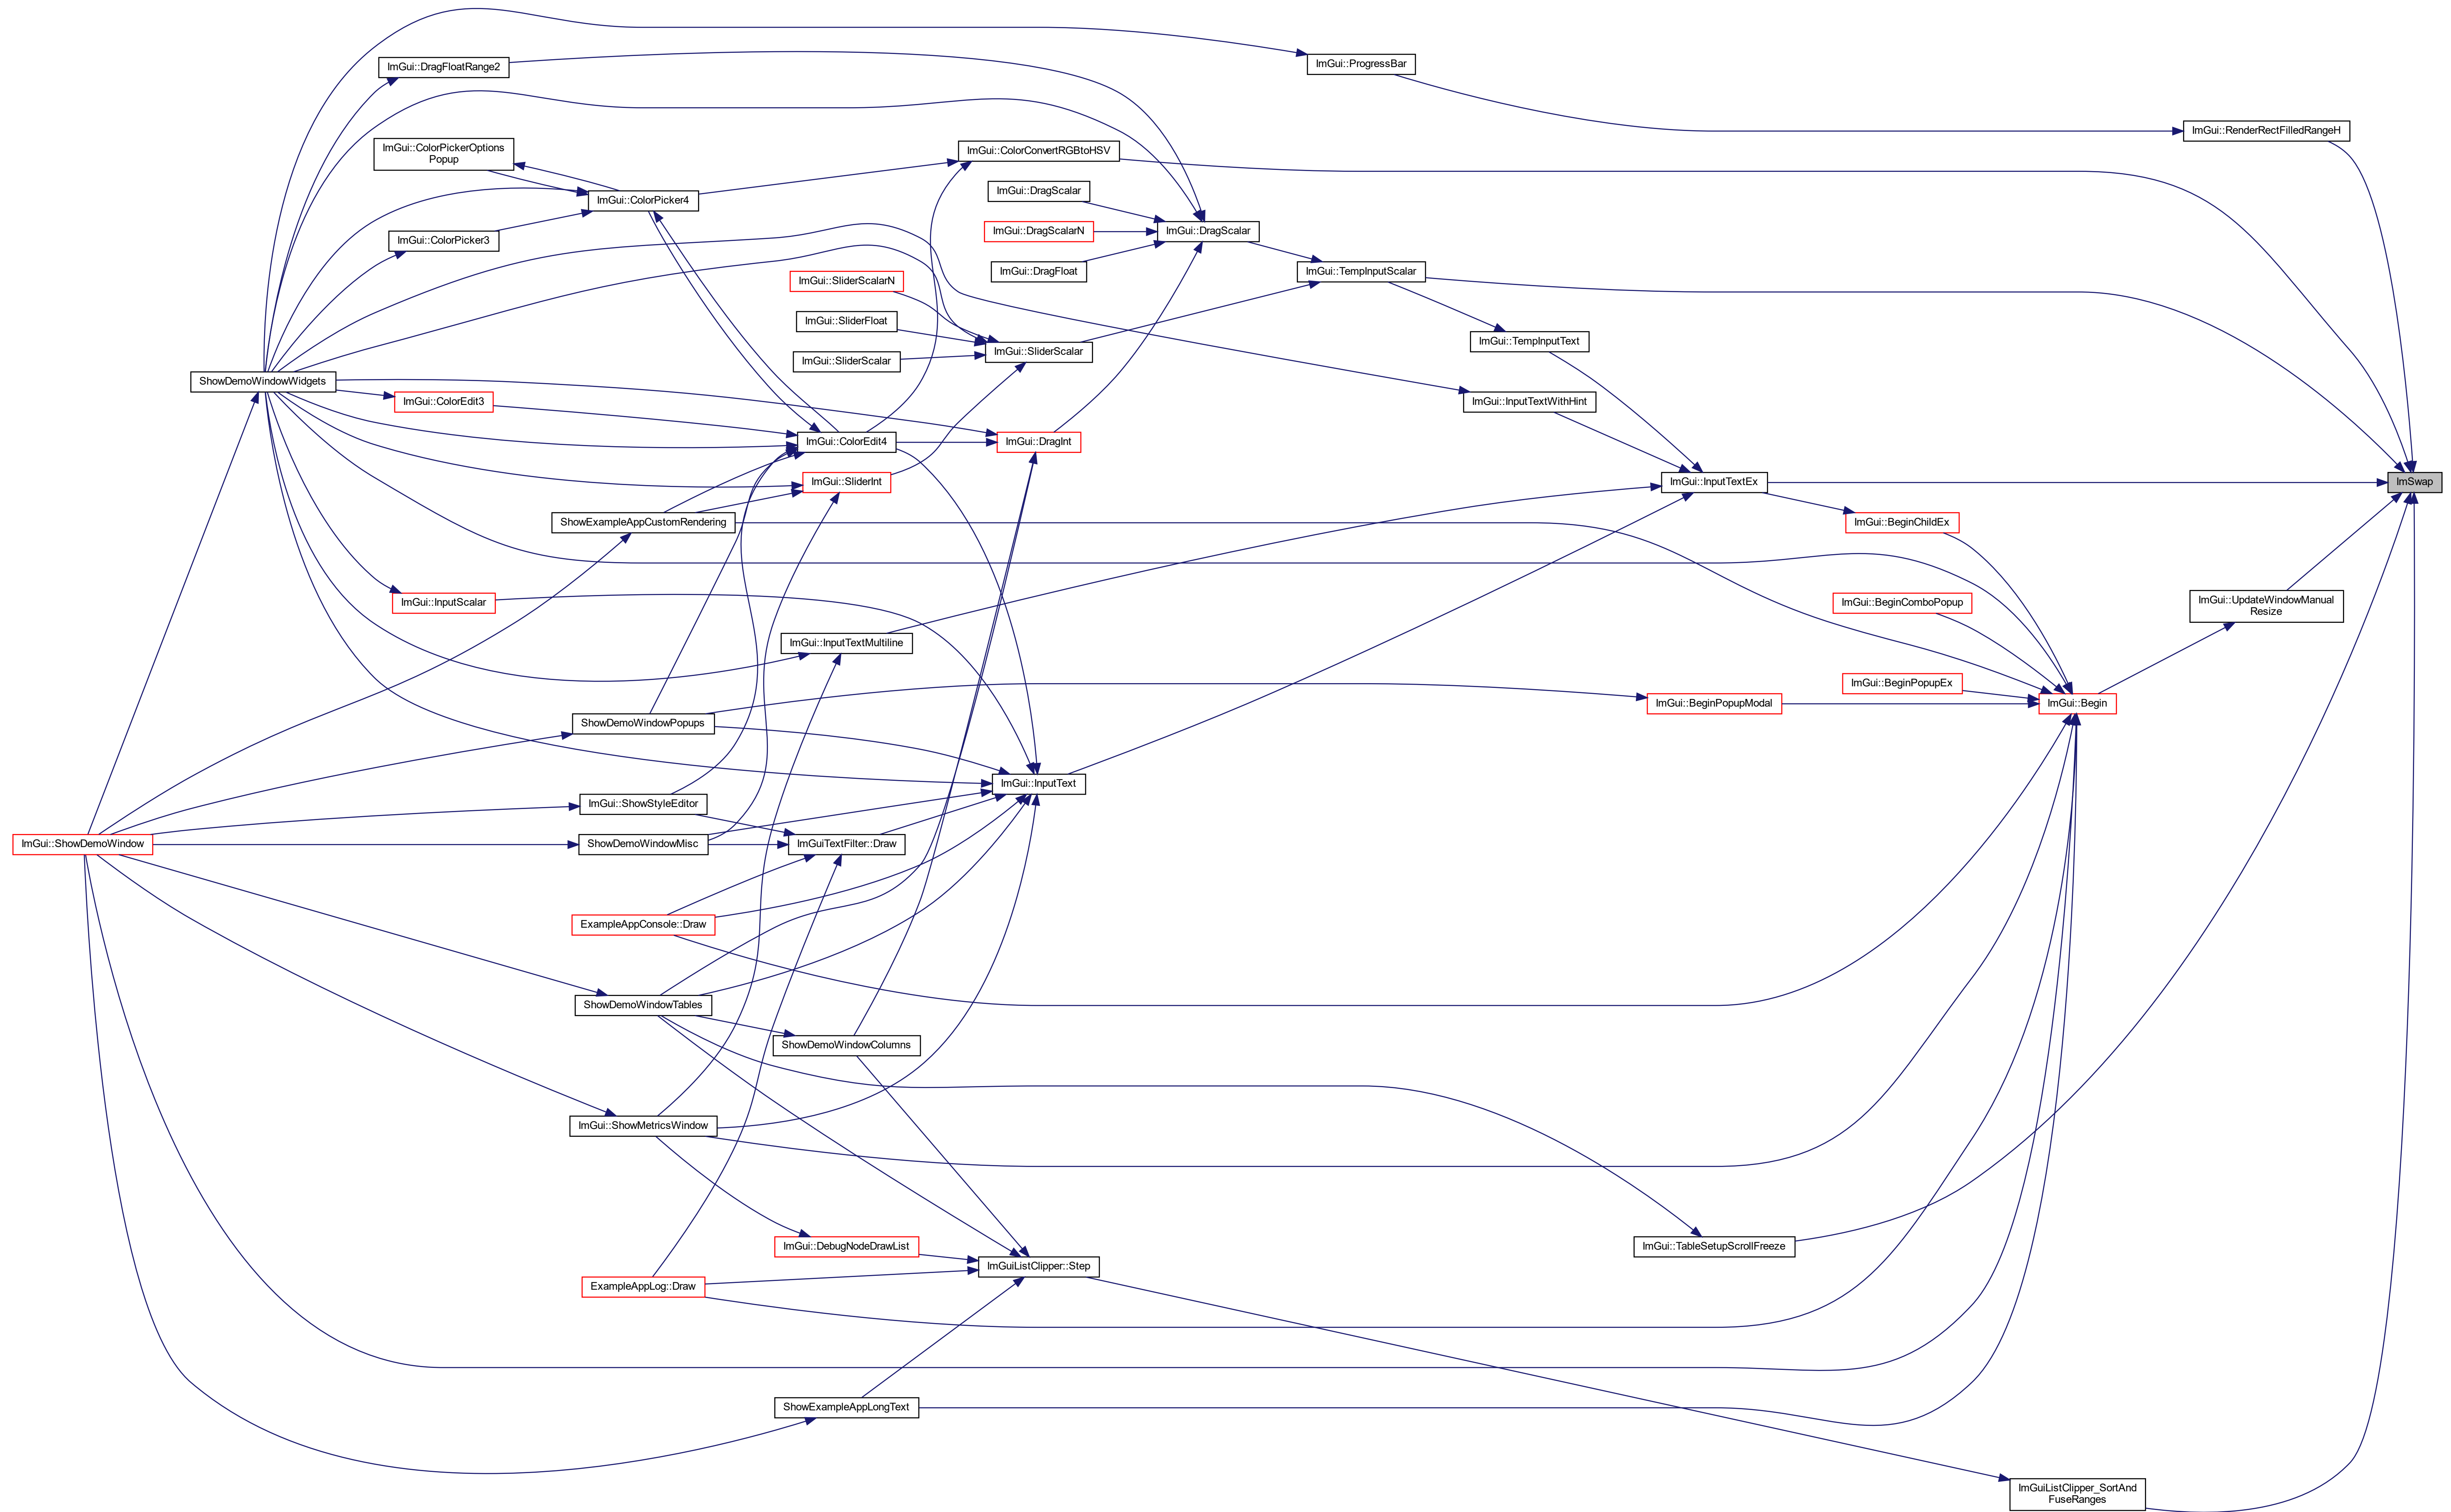 ImGui::ProgressBar
ImGui::DragFloatRange2
ImGui::RenderRectFilledRangeH
ImGui::ColorPickerOptions
Popup
ImGui::ColorConvertRGBtoHSV
ImGui::DragScalar
ImGui::ColorPicker4
ImGui::DragScalarN
ImGui::DragScalar
ImGui::ColorPicker3
ImGui::DragFloat
ImGui::TempInputScalar
ImGui::SliderScalarN
ImGui::SliderFloat
ImGui::TempInputText
ImGui::SliderScalar
ImGui::SliderScalar
ShowDemoWindowWidgets
ImGui::ColorEdit3
ImGui::InputTextWithHint
ImGui::ColorEdit4
ImGui::DragInt
ImGui::SliderInt
ImGui::InputTextEx
ImSwap
ShowExampleAppCustomRendering
ImGui::BeginChildEx
ImGui::InputScalar
ImGui::BeginComboPopup
ImGui::UpdateWindowManual
Resize
ImGui::InputTextMultiline
ImGui::BeginPopupEx
ImGui::BeginPopupModal
ImGui::Begin
ShowDemoWindowPopups
ImGui::InputText
ImGui::ShowStyleEditor
ImGui::ShowDemoWindow
ShowDemoWindowMisc
ImGuiTextFilter::Draw
ExampleAppConsole::Draw
ShowDemoWindowTables
ShowDemoWindowColumns
ImGui::ShowMetricsWindow
ImGui::DebugNodeDrawList
ImGui::TableSetupScrollFreeze
ImGuiListClipper::Step
ExampleAppLog::Draw
ShowExampleAppLongText
ImGuiListClipper_SortAnd
FuseRanges